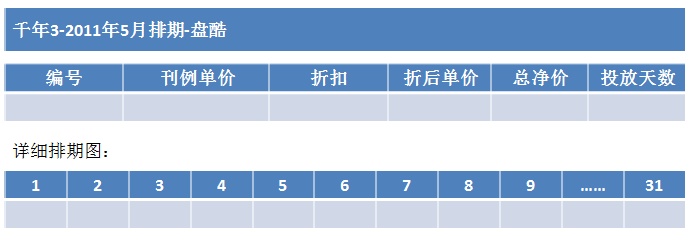 千年3-2011年5月排期-盘酷
编号 刊例单价 折扣 折后单价 总净价 投放天数
详细排期图：
1 2 3 4 5 6 7 8 9 …… 31